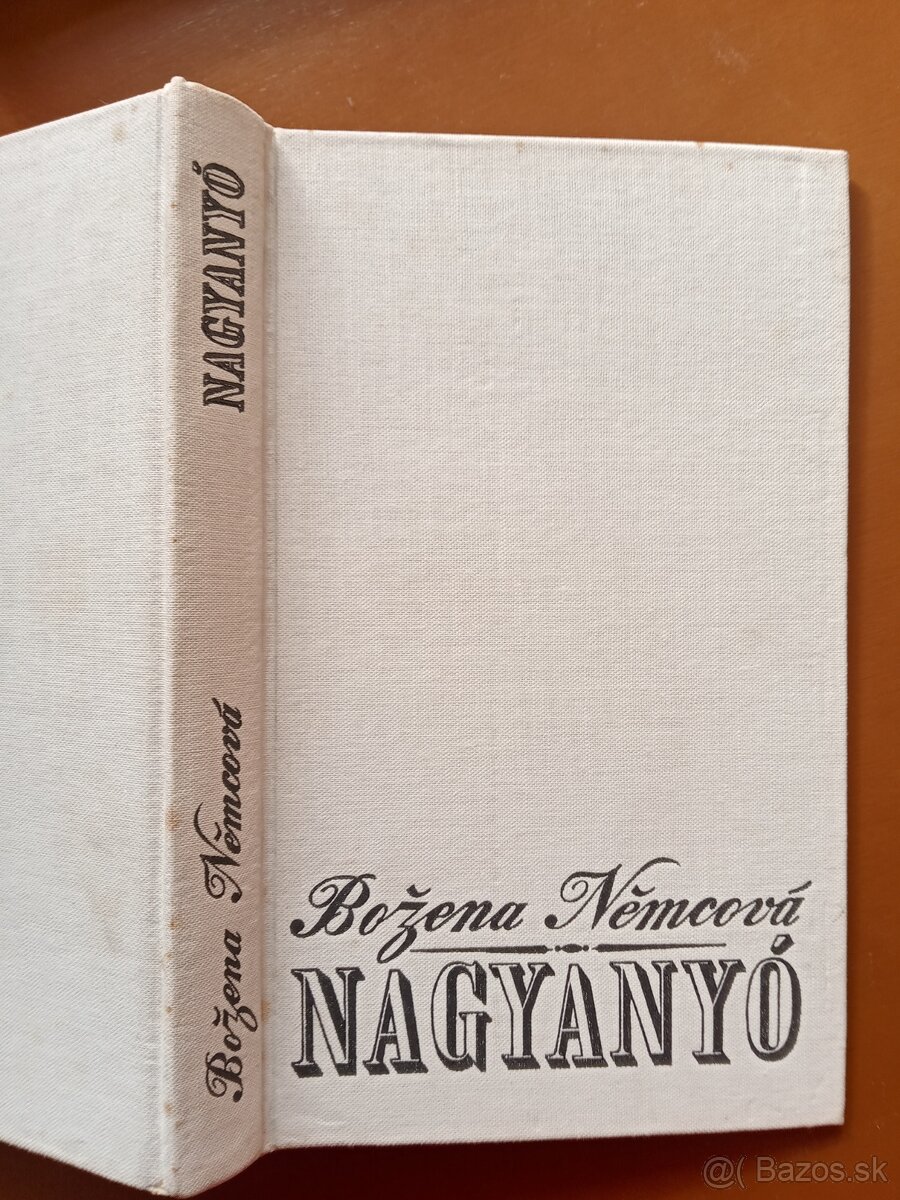 Božena Němcová NAGYANYÓ
Božena Němcová
NAGYANYÓ
@( Bazos.sk